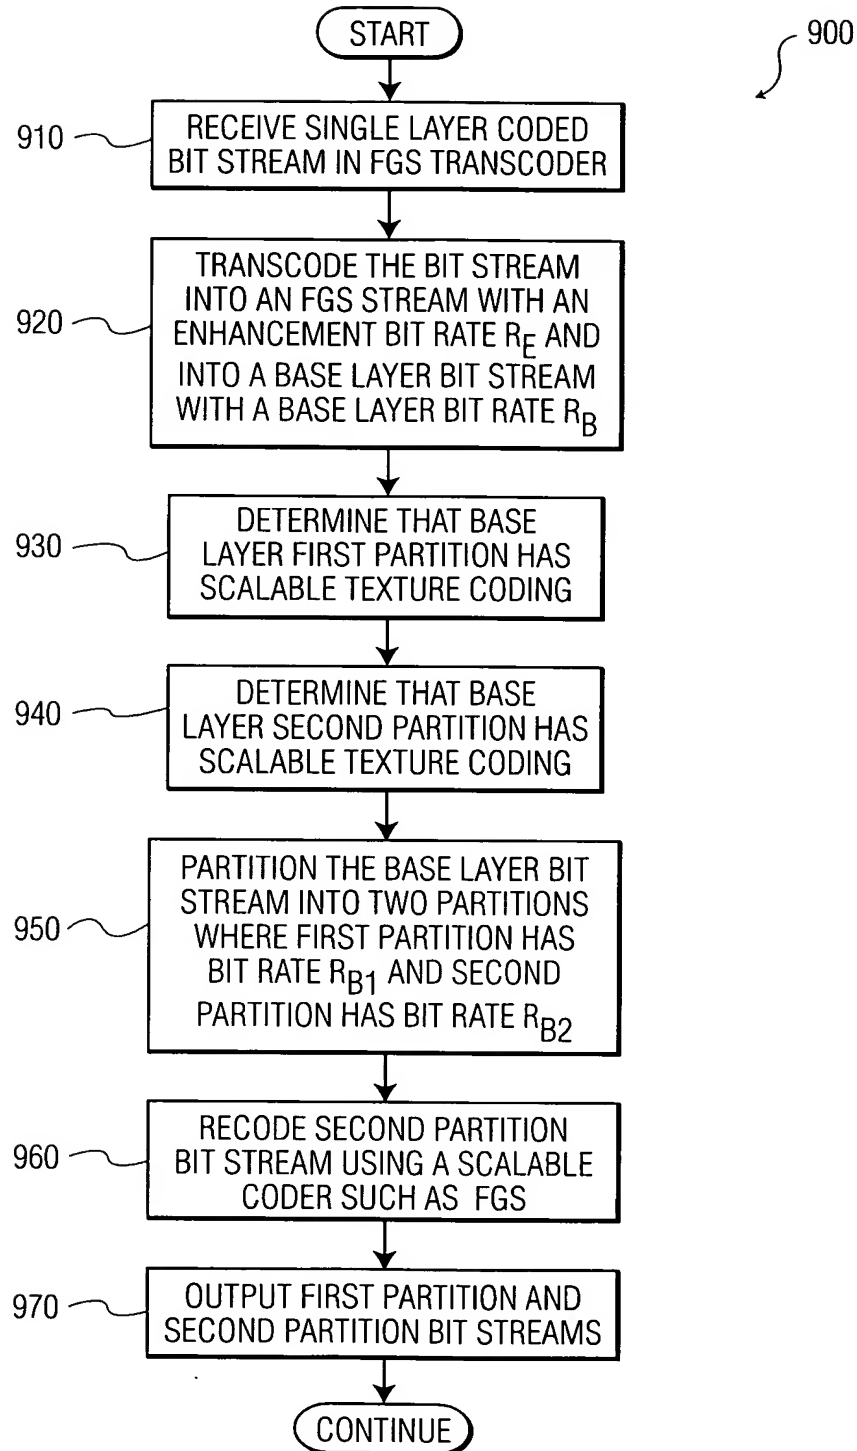 START
900
910
RECEIVE SINGLE LAYER CODED
BIT STREAM IN FGS TRANSCODER
920
TRANSCODE THE BIT STREAM
INTO AN FGS STREAM WITH AN
ENHANCEMENT BIT RATE RE AND
INTO A BASE LAYER BIT STREAM
WITH A BASE LAYER BIT RATE RB
930
DETERMINE THAT BASE
LAYER FIRST PARTITION HAS
SCALABLE TEXTURE CODING
940
DETERMINE THAT BASE
LAYER SECOND PARTITION HAS
SCALABLE TEXTURE CODING
950
PARTITION THE BASE LAYER BIT
STREAM INTO TWO PARTITIONS
WHERE FIRST PARTITION HAS
BIT RATE RB1 AND SECOND
PARTITION HAS BIT RATE RB2
960
RECODE SECOND PARTITION
BIT STREAM USING A SCALABLE
CODER SUCH AS FGS
970
OUTPUT FIRST PARTITION AND
SECOND PARTITION BIT STREAMS
CONTINUE